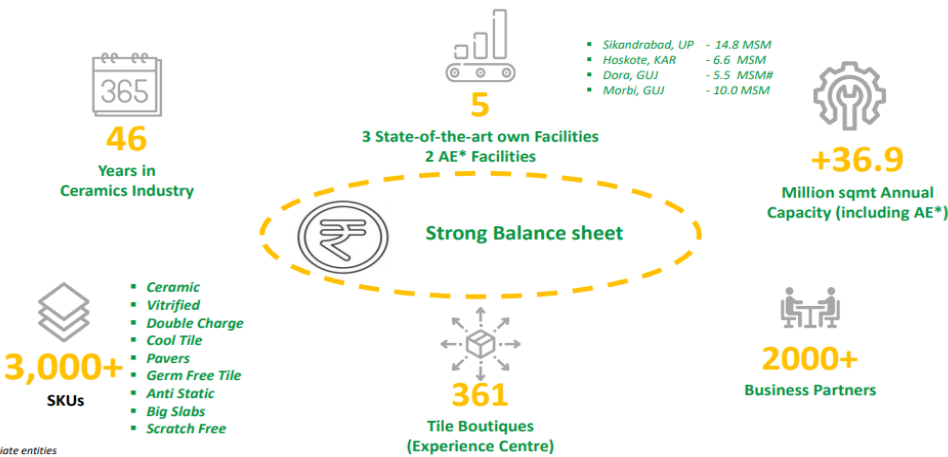 365
46
Years in
Ceramics Industry
5
3 State-of-the-art own Facilities
2 AE* Facilities
▪ Sikandrabad, UP - 14.8 MSM
▪ Hoskote, KAR - 6.6 MSM
▪ Dora, GUJ - 5.5 MSM#
▪ Morbi, GUJ - 10.0 MSM
+36.9
Million sqmt Annual
Capacity (including AE*)
₹
Strong Balance sheet
3,000+
SKUs
▪ Ceramic
▪ Vitrified
▪ Double Charge
▪ Cool Tile
▪ Pavers
▪ Germ Free Tile
▪ Anti Static
▪ Big Slabs
▪ Scratch Free
361
Tile Boutiques
(Experience Centre)
2000+
Business Partners
entities